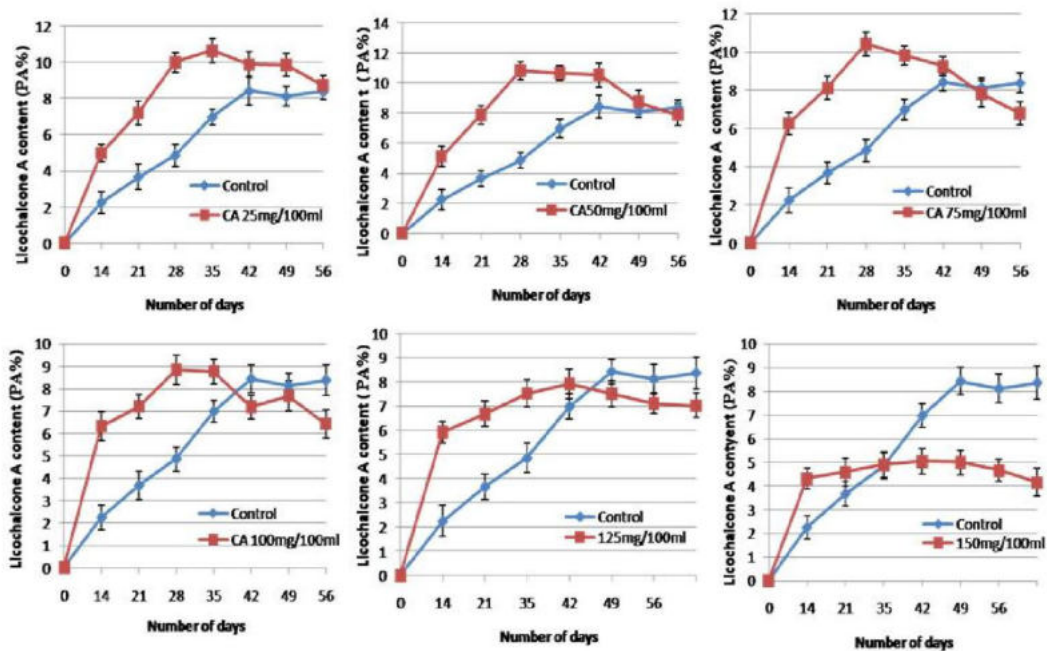 Licochalcone A content (PA%)
12
10
8
6
4
2
0
Control
CA 25mg/100ml
0 14 21 28 35 42 49 56
Number of days
Licochalcone A conten t ( PA%)
14
12
10
8
6
4
2
0
Control
CA50mg/100ml
0 14 21 28 35 42 49 56
Number of days
Licochalcone A content (PA%)
12
10
8
6
4
2
0
Control
CA 75mg/100ml
0 14 21 28 35 42 49 56
Number of days
Licochalcone A content (PA%)
10
9
8
7
6
5
4
3
2
1
0
Control
CA 100mg/100ml
0 14 21 28 35 42 49 56
Number of days
Licochalcone A content ( PA%)
10
9
8
7
6
5
4
3
2
1
0
Control
125mg/100ml
0 14 21 35 42 49 56
Number of days
Licochalcone A contyent ( PA%)
10
9
8
7
6
5
4
3
2
1
0
Control
150mg/100ml
0 14 21 35 42 49 56
Number of days